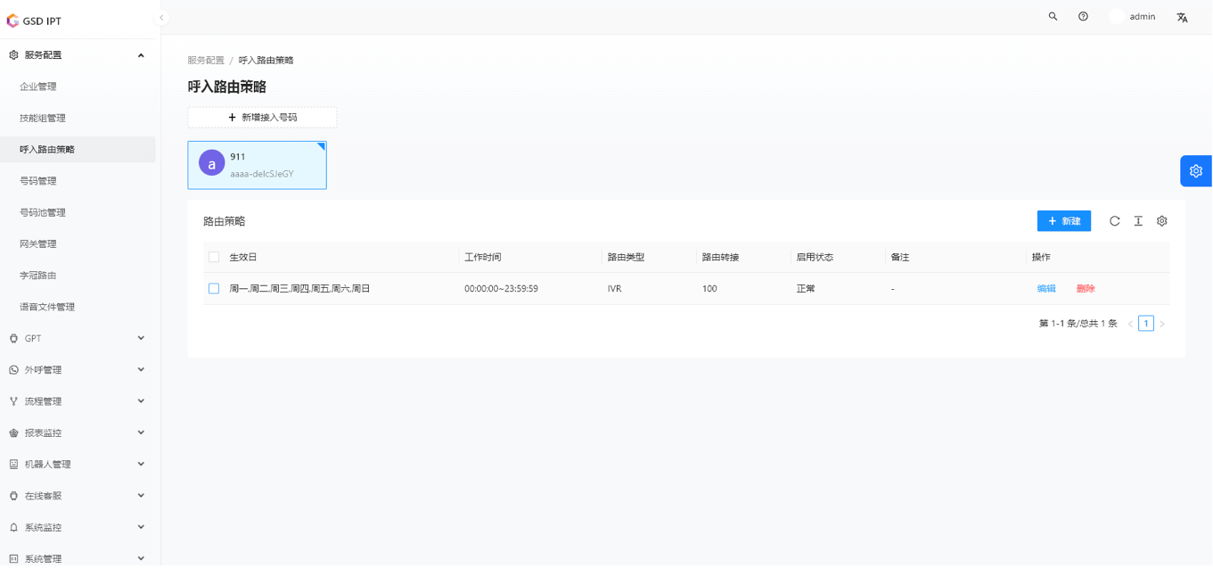 GSD IPT
admin
服务配置
企业管理
技能组管理
呼入路由策略
号码管理
号码池管理
网关管理
字冠路由
语音文件管理
GPT
外呼管理
流程管理
报表监控
机器人管理
在线客服
系统监控
系统管理
服务配置 / 呼入路由策略
呼入路由策略
+ 新增接入号码
a
911
aaaa-delcSJeGY
路由策略
+ 新建
生效日 工作时间 路由类型 路由转接 启用状态 备注 操作
周一,周二,周三,周四,周五,周六,周日 00:00:00~23:59:59 IVR 100 正常 - 编辑 删除
第 1-1 条/总共 1 条 < 1 >